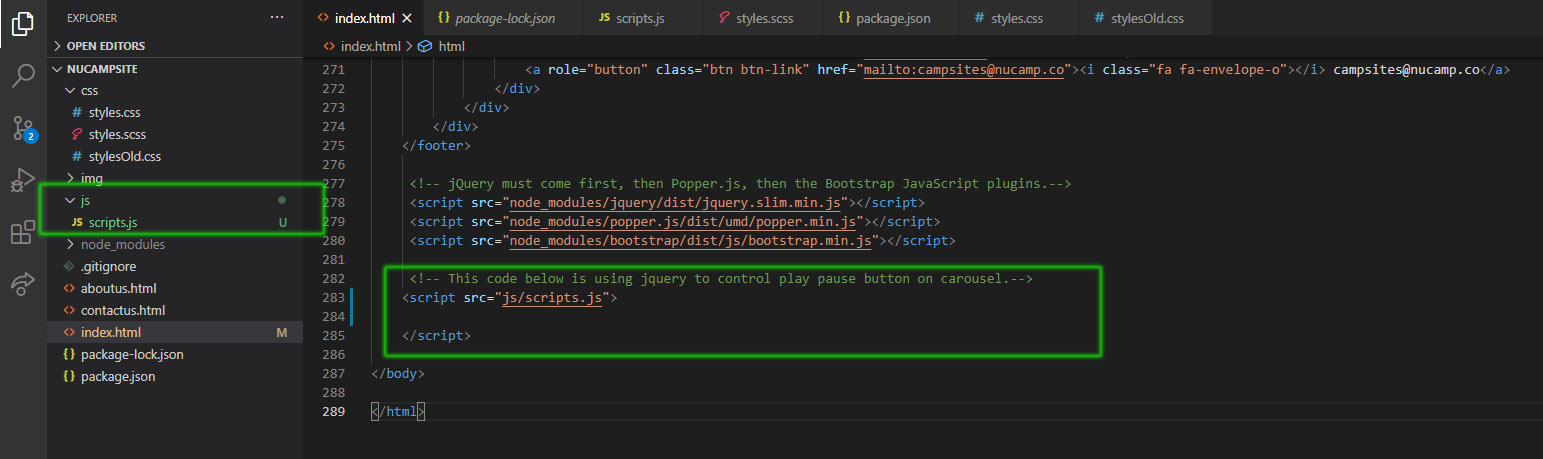 EXPLORER
OPEN EDITORS
NUCAMPSITE
css
# styles.css
styles.scss
# stylesOld.css
img
js
JS scripts.js U
node_modules
.gitignore
<> aboutus.html
<> contactus.html
<> index.html M
{} package-lock.json
{} package.json
2
<> index.html ×
{} package-lock.json
JS scripts.js
styles.scss
{} package.json
# styles.css
# stylesOld.css
<> index.html > html
271 <a role="button" class="btn btn-link" href="mailto:campsites@nucamp.co"><i class="fa fa-envelope-o"></i> campsites@nucamp.co</a>
272 </div>
273 </div>
274 </div>
275 </footer>
276
277 <!-- jQuery must come first, then Popper.js, then the Bootstrap JavaScript plugins.-->
278 <script src="node_modules/jquery/dist/jquery.slim.min.js"></script>
279 <script src="node_modules/popper.js/dist/umd/popper.min.js"></script>
280 <script src="node_modules/bootstrap/dist/js/bootstrap.min.js"></script>
281
282 <!-- This code below is using jquery to control play pause button on carousel.-->
283 <script src="js/scripts.js">
284
285 </script>
286
287 </body>
288
289 </html>